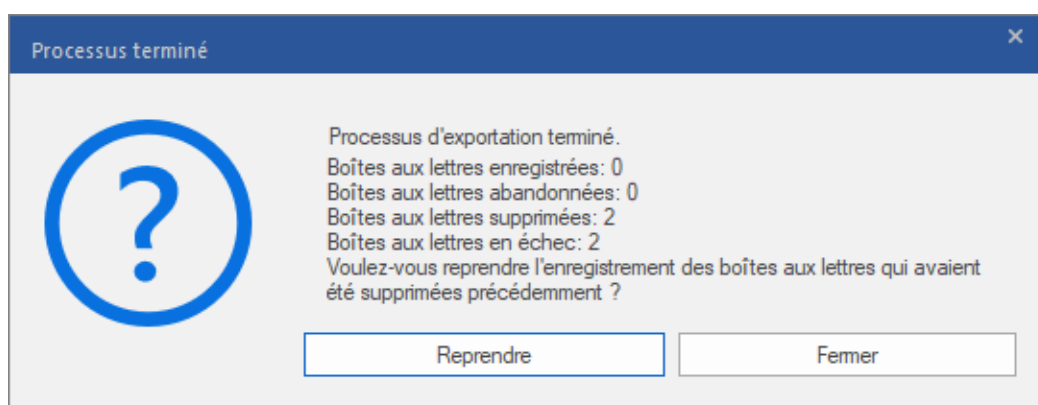 Processus terminé
Processus d'exportation terminé.
Boîtes aux lettres enregistrées: 0
Boîtes aux lettres abandonnées: 0
Boîtes aux lettres supprimées: 2
Boîtes aux lettres en échec: 2
Voulez-vous reprendre l'enregistrement des boîtes aux lettres qui avaient
été supprimées précédemment ?
Reprendre
Fermer